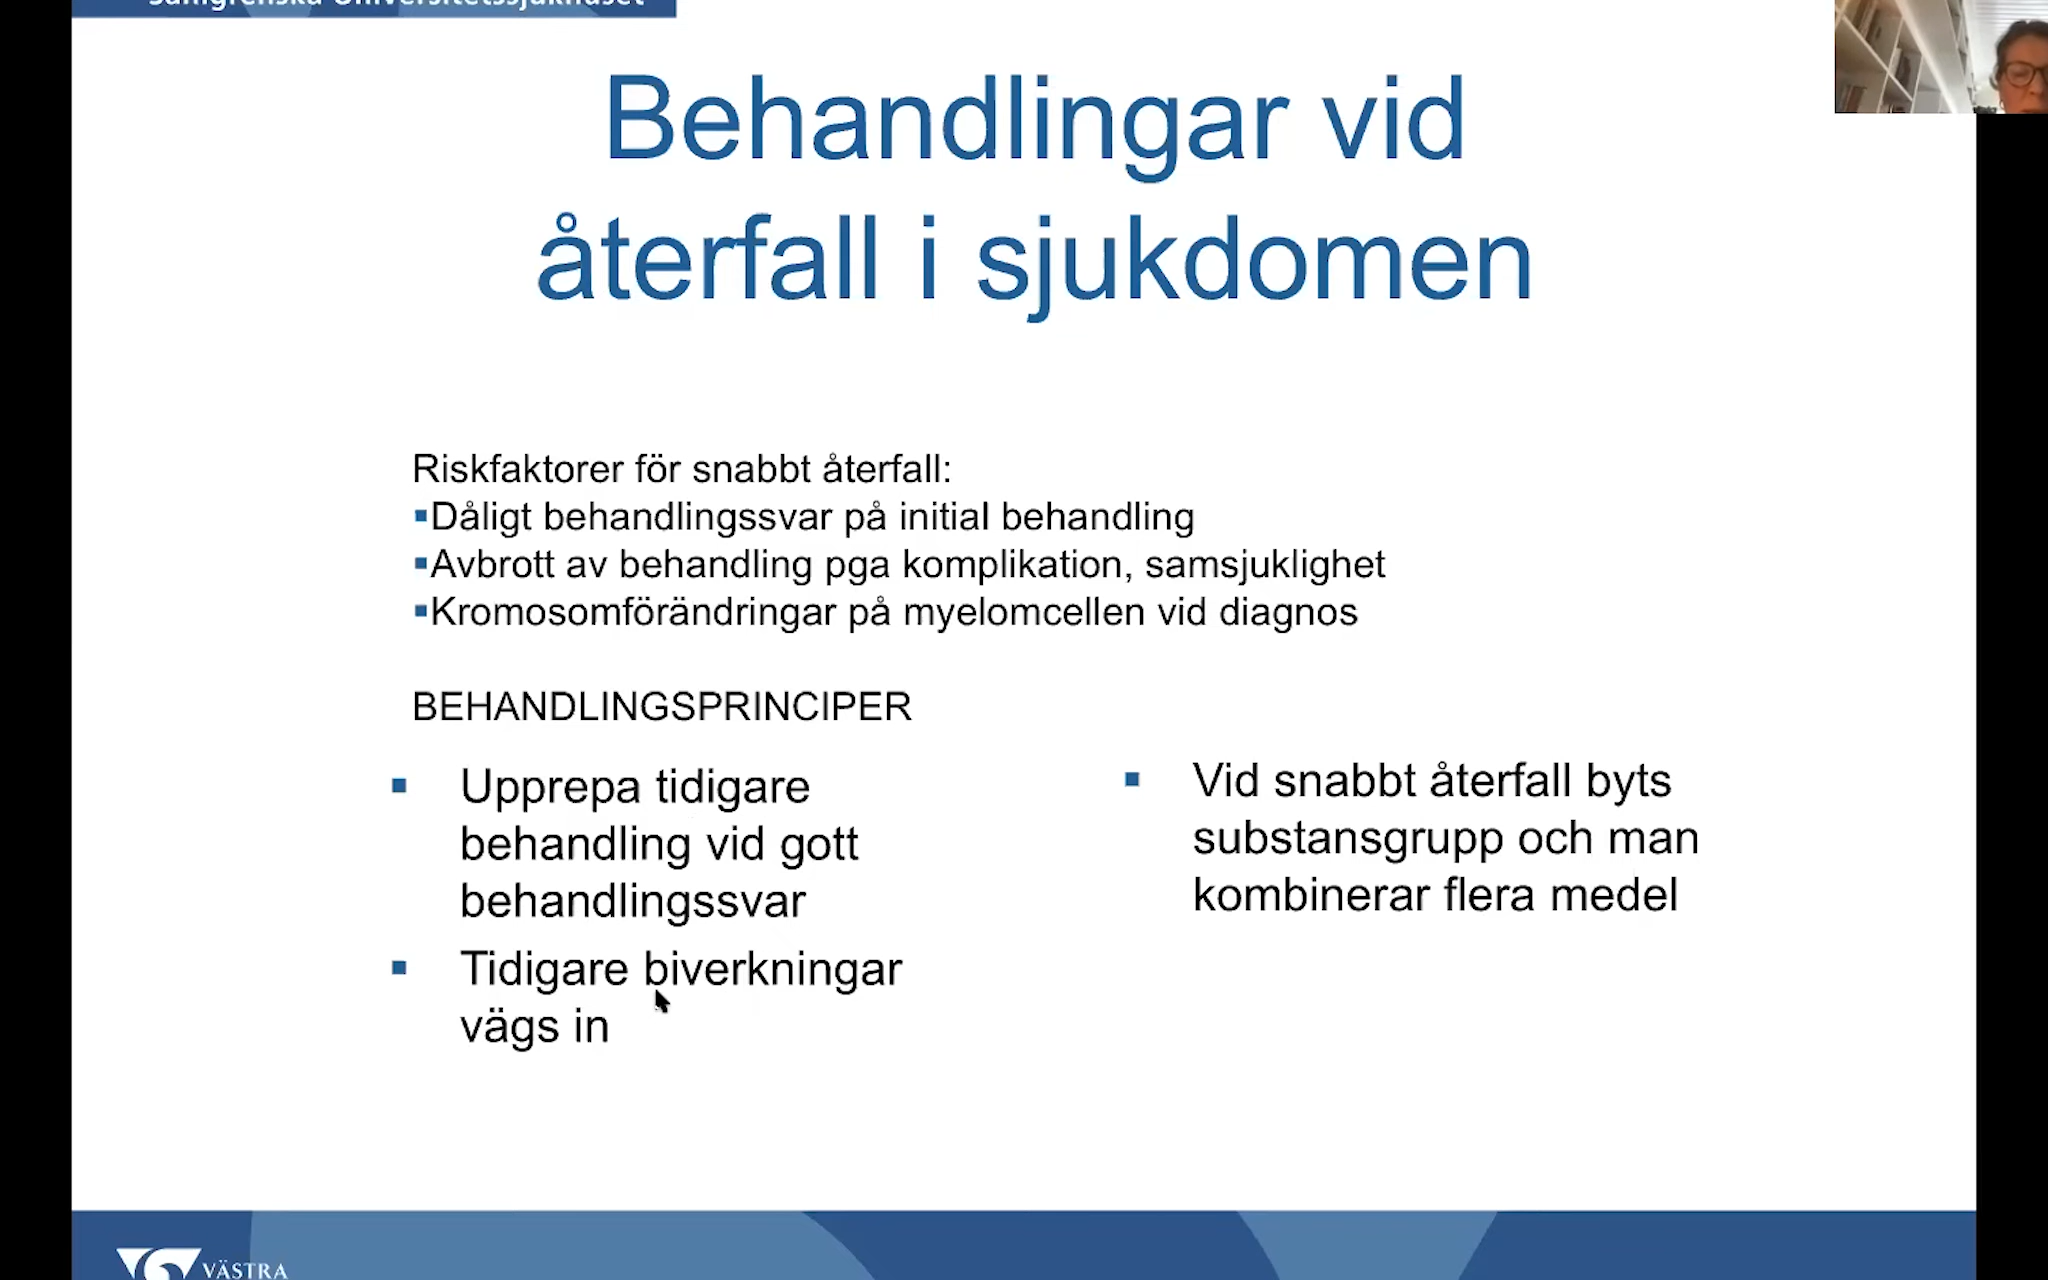 Sahlgrenska Universitetssjukhuset
Behandlingar vid
återfall i sjukdomen
Riskfaktorer för snabbt återfall:
▪Dåligt behandlingssvar på initial behandling
▪Avbrott av behandling pga komplikation, samsjuklighet
▪Kromosomförändringar på myelomcellen vid diagnos
BEHANDLINGSPRINCIPER
▪ Upprepa tidigare
behandling vid gott
behandlingssvar
▪ Tidigare biverkningar
vägs in
▪ Vid snabbt återfall byts
substansgrupp och man
kombinerar flera medel
VÄSTRA